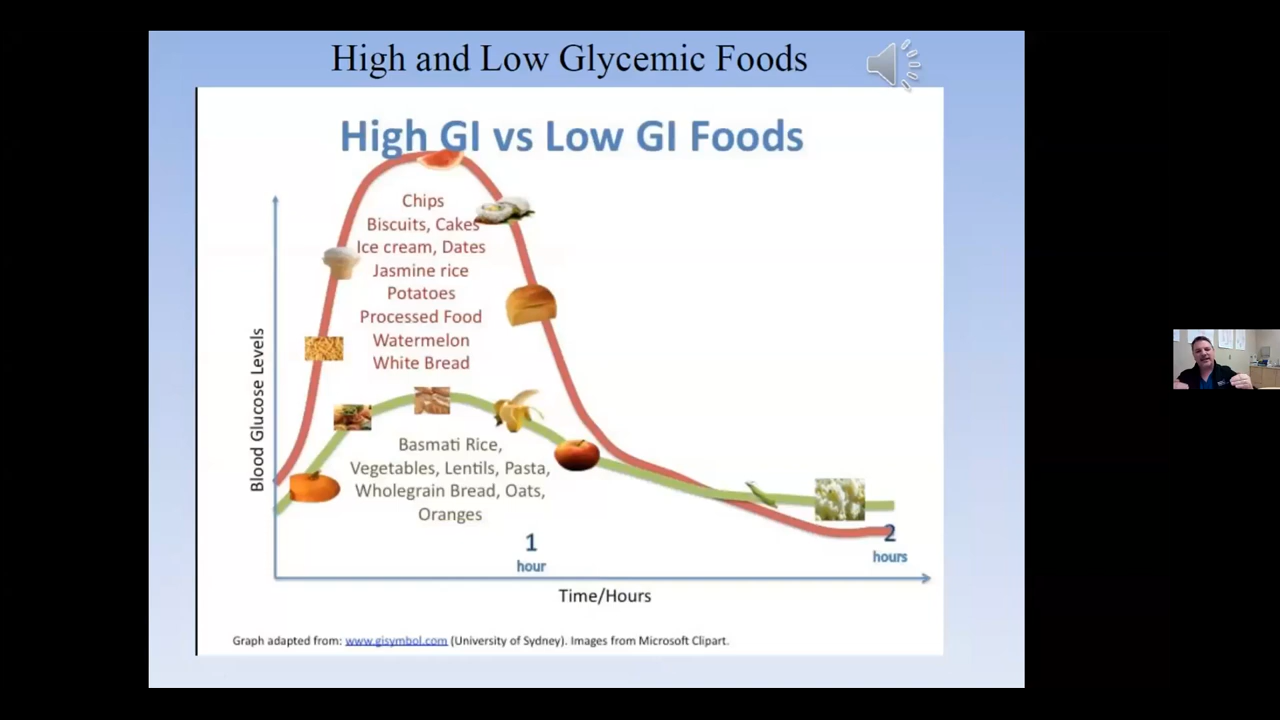 High and Low Glycemic Foods
High GI vs Low GI Foods
Chips
Biscuits, Cakes
Ice cream, Dates
Jasmine rice
Potatoes
Processed Food
Watermelon
White Bread
Blood Glucose Levels
Basmati Rice,
Vegetables, Lentils, Pasta,
Wholegrain Bread, Oats,
Oranges
1
hour
2
hours
Time/Hours
Graph adapted from: www.gisymbol.com (University of Sydney). Images from Microsoft Clipart.